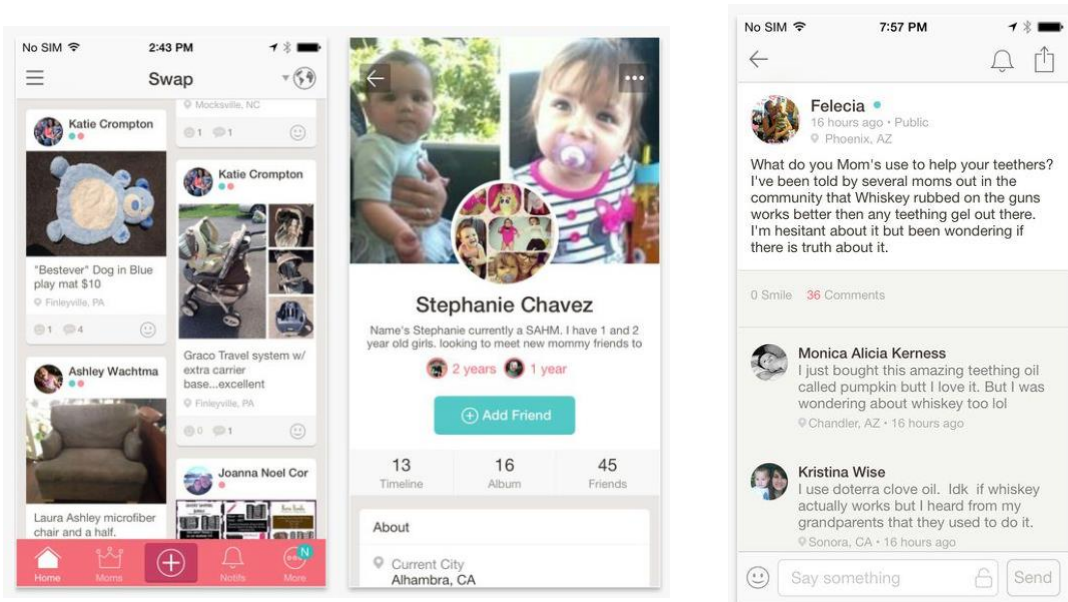 No SIM 2:43 PM
Swap
Katie Crompton
"Bestever" Dog in Blue
play mat $10
Finleyville, PA
1 4
Ashley Wachtma
Laura Ashley microfiber
chair and a half.
Mocksville, NC
1 1
Katie Crompton
Graco Travel system w/
extra carrier
base...excellent
Finleyville, PA
0 1
Joanna Noel Cor
Home Moms Notifs More
N
Stephanie Chavez
Name's Stephanie currently a SAHM. I have 1 and 2
year old girls. looking to meet new mommy friends to
2 years 1 year
Add Friend
13 16 45
Timeline Album Friends
About
Current City
Alhambra, CA
No SIM 7:57 PM
Felecia
16 hours ago • Public
Phoenix, AZ
What do you Mom's use to help your teethers?
I've been told by several moms out in the
community that Whiskey rubbed on the guns
works better then any teething gel out there.
I'm hesitant about it but been wondering if
there is truth about it.
0 Smile 36 Comments
Monica Alicia Kerness
I just bought this amazing teething oil
called pumpkin butt I love it. But I was
wondering about whiskey too lol
Chandler, AZ • 16 hours ago
Kristina Wise
I use doterra clove oil. Idk if whiskey
actually works but I heard from my
grandparents that they used to do it.
Sonora, CA • 16 hours ago
Say something Send